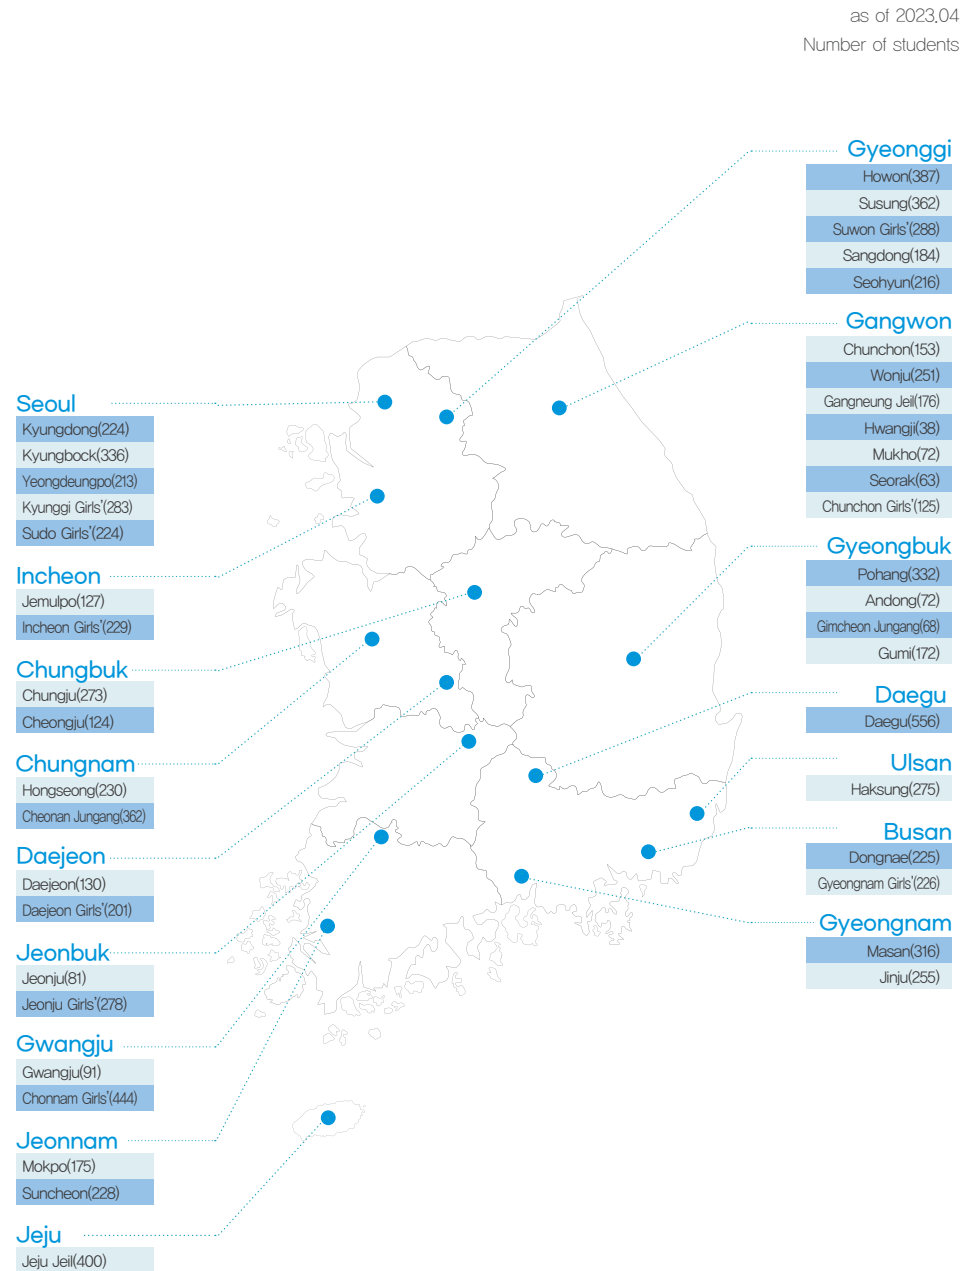 as of 2023.04
Number of students
Seoul
Kyungdong(224)
Kyungbock(336)
Yeongdeungpo(213)
Kyunggi Girls'(283)
Sudo Girls'(224)
Incheon
Jemulpo(127)
Incheon Girls'(229)
Chungbuk
Chungju(273)
Cheongju(124)
Chungnam
Hongseong(230)
Cheonan Jungang(362)
Daejeon
Daejeon(130)
Daejeon Girls'(201)
Jeonbuk
Jeonju(81)
Jeonju Girls'(278)
Gwangju
Gwangju(91)
Chonnam Girls'(444)
Jeonnam
Mokpo(175)
Suncheon(228)
Jeju
Jeju Jeil(400)
Gyeonggi
Howon(387)
Susung(362)
Suwon Girls'(288)
Sangdong(184)
Seohyun(216)
Gangwon
Chunchon(153)
Wonju(251)
Gangneung Jeil(176)
Hwangji(38)
Mukho(72)
Seorak(63)
Chunchon Girls'(125)
Gyeongbuk
Pohang(332)
Andong(72)
Gimcheon Jungang(68)
Gumi(172)
Daegu
Daegu(556)
Ulsan
Haksung(275)
Busan
Dongnae(225)
Gyeongnam Girls'(226)
Gyeongnam
Masan(316)
Jinju(255)